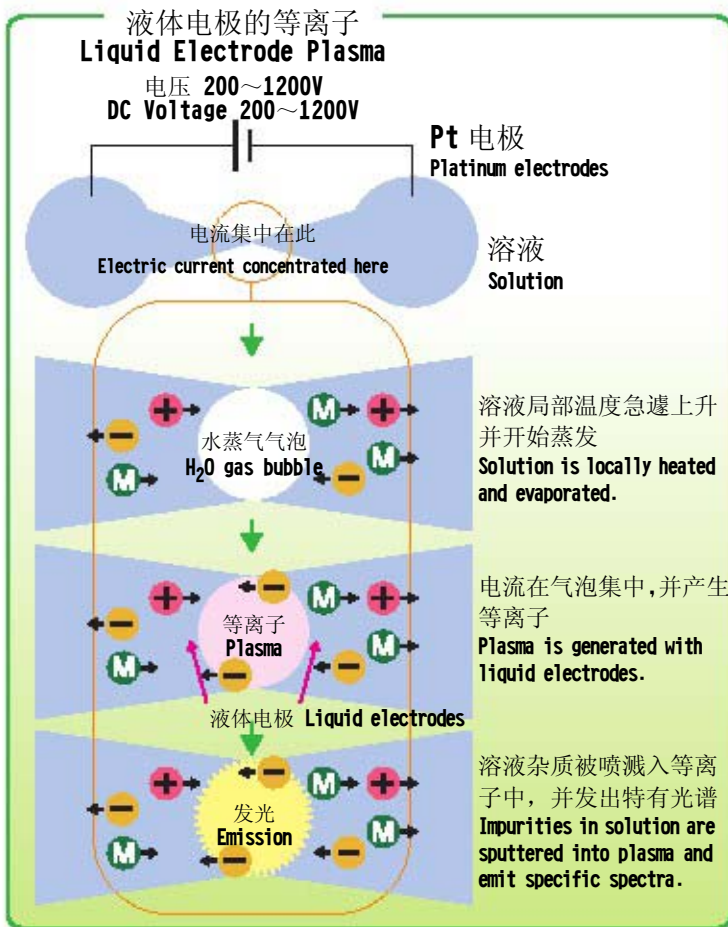 液体电极的等离子
Liquid Electrode Plasma
电压 200～1200V
DC Voltage 200～1200V
Pt 电极
Platinum electrodes
电流集中在此
Electric current concentrated here
溶液
Solution
+ M +
−
水蒸气气泡
H₂O gas bubble
M
M
−
溶液局部温度急遽上升
并开始蒸发
Solution is locally heated
and evaporated.
−
+ M +
−
等离子
Plasma
M
M
−
−
电流在气泡集中,并产生
等离子
Plasma is generated with
liquid electrodes.
液体电极 Liquid electrodes
−
+ M +
−
发光
Emission
M
M
−
−
溶液杂质被喷溅入等离
子中，并发出特有光谱
Impurities in solution are
sputtered into plasma and
emit specific spectra.